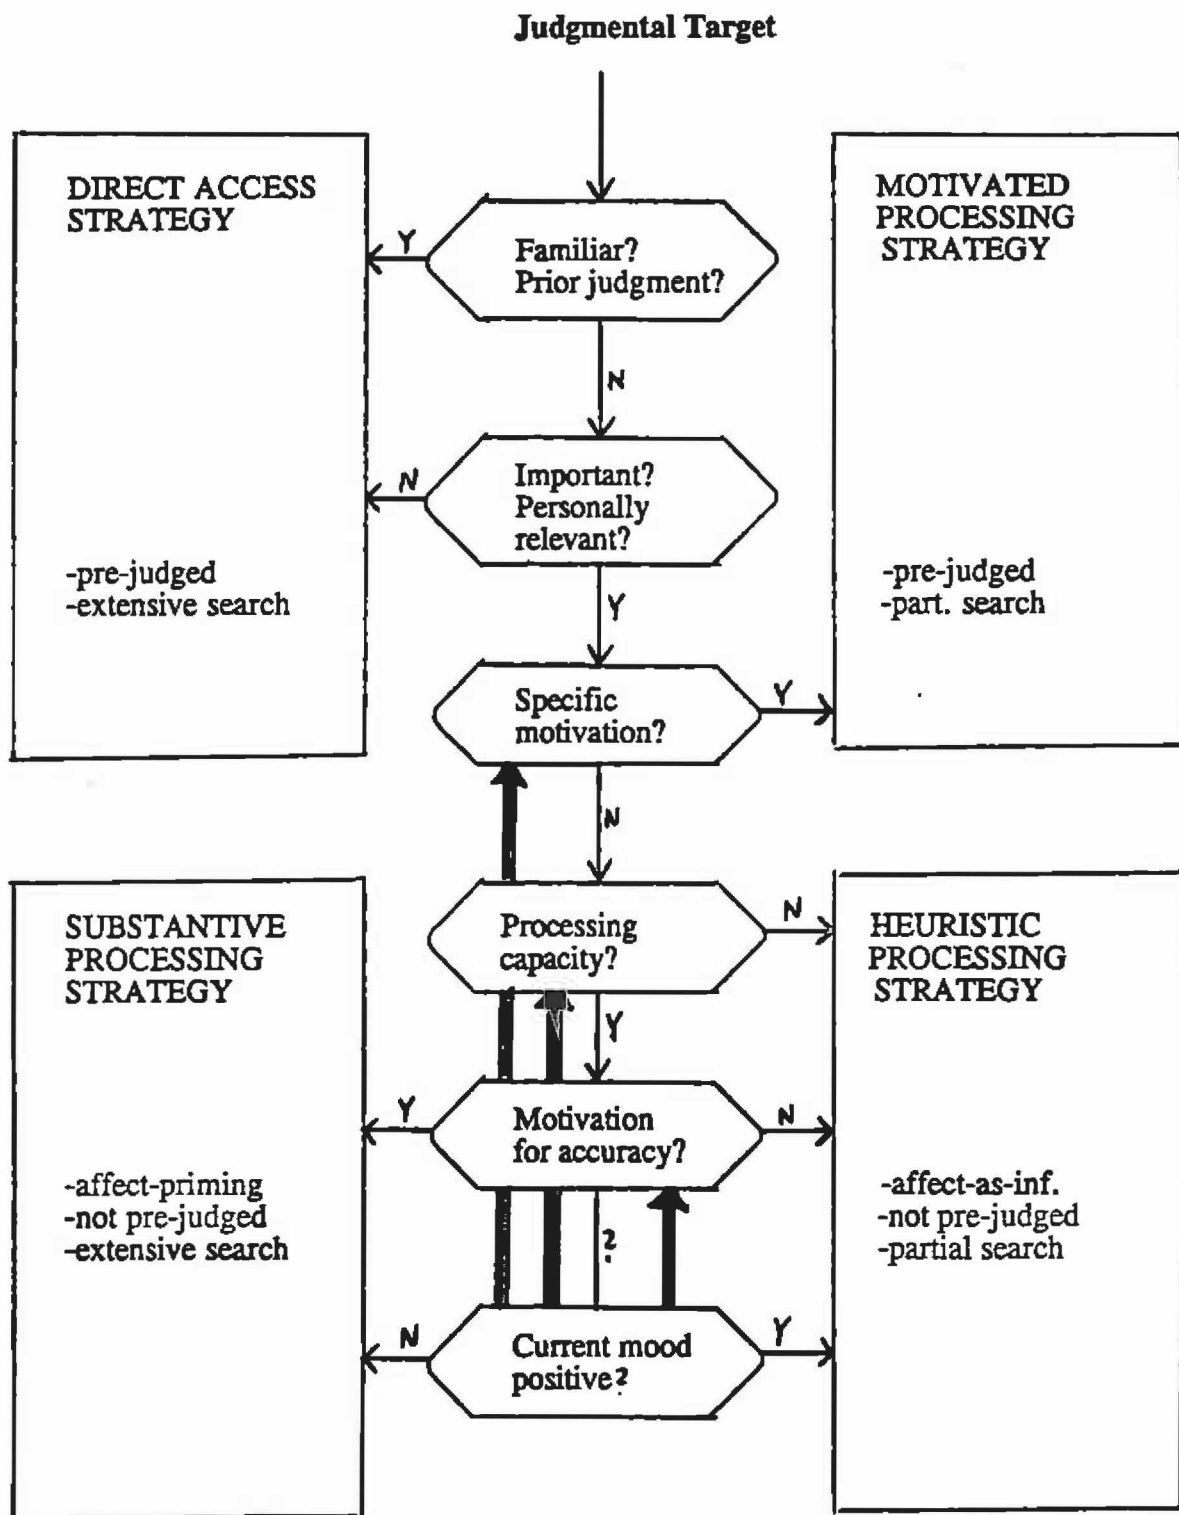 Judgmental Target
DIRECT ACCESS
STRATEGY
-pre-judged
-extensive search
MOTIVATED
PROCESSING
STRATEGY
-pre-judged
-part. search
Y
Familiar?
Prior judgment?
N
N
Important?
Personally
relevant?
Y
Specific
motivation?
Y
N
SUBSTANTIVE
PROCESSING
STRATEGY
-affect-priming
-not pre-judged
-extensive search
Processing
capacity?
N
Y
HEURISTIC
PROCESSING
STRATEGY
-affect-as-inf.
-not pre-judged
-partial search
Y
Motivation
for accuracy?
N
?
N
Current mood
positive?
Y